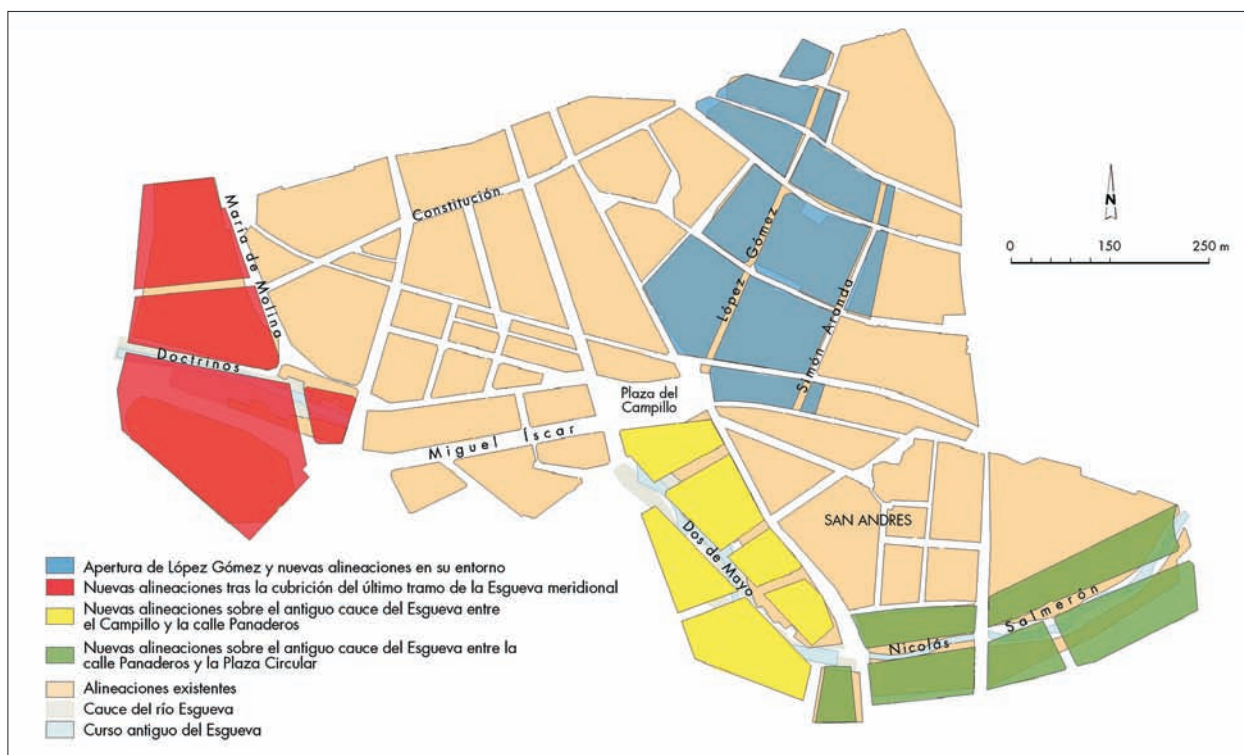 Constitución
María de Molina
López Gómez
Simón Aranda
N
0 150 250 m
Doctrinos
Plaza del
Campillo
Miguel Íscar
Dos de Mayo
SAN ANDRES
Nicolás Salmerón
Apertura de López Gómez y nuevas alineaciones en su entorno
Nuevas alineaciones tras la cubrición del último tramo de la Esgueva meridional
Nuevas alineaciones sobre el antiguo cauce del Esgueva entre
el Campillo y la calle Panaderos
Nuevas alineaciones sobre el antiguo cauce del Esgueva entre la
calle Panaderos y la Plaza Circular
Alineaciones existentes
Cauce del río Esgueva
Curso antiguo del Esgueva